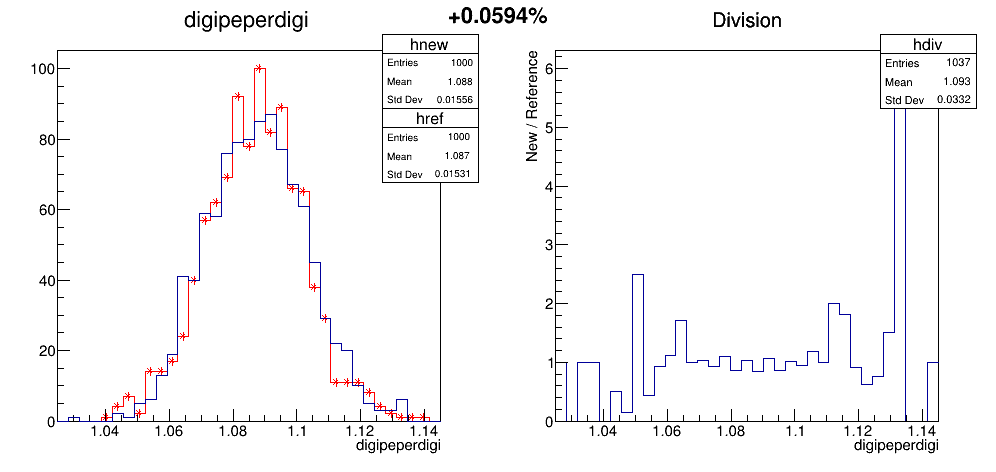 +0.0594%
digipeperdigi
hnew
Entries 1000
Mean 1.088
Std Dev 0.01556
href
Entries 1000
Mean 1.087
Std Dev 0.01531
100
80
60
40
20
0
1.04 1.06 1.08 1.1 1.12 1.14
digipeperdigi
Division
hdiv
Entries 1037
Mean 1.093
Std Dev 0.0332
New / Reference
6
5
4
3
2
1
0
1.04 1.06 1.08 1.1 1.12 1.14
digipeperdigi